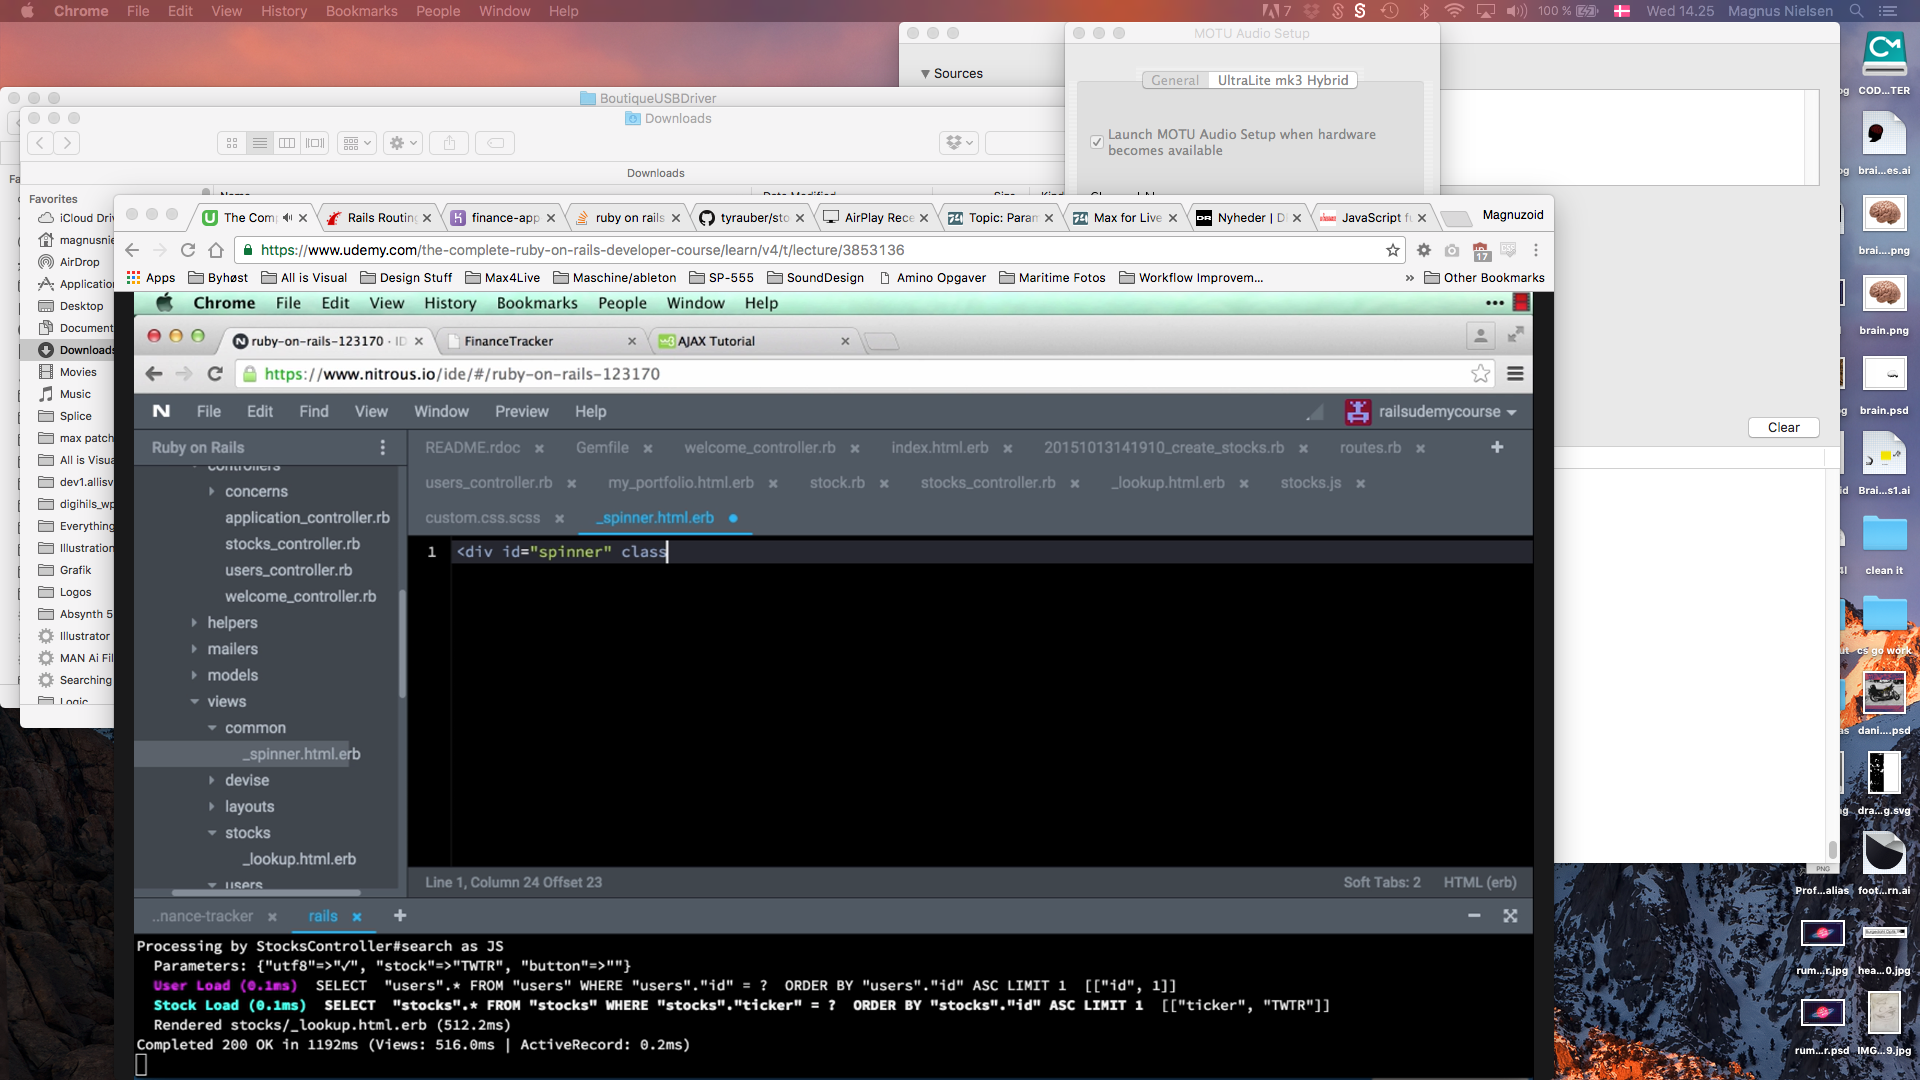 Chrome File Edit View History Bookmarks People Window Help 7 100 % Wed 14.25 Magnus Nielsen
MOTU Audio Setup
Sources
General UltraLite mk3 Hybrid
Launch MOTU Audio Setup when hardware
becomes available
BoutiqueUSBDriver
Downloads
Downloads
Favorites
iCloud Driv
magnusnie
AirDrop
Application
Desktop
Document
Downloads
Movies
Music
Splice
max patch
All is Visua
dev1.allisv
digihils_wp
Everything
Illustration
Grafik
Logos
Absynth 5
Illustrator
MAN Ai Fil
Searching
Logic
The Com Rails Routin finance-app ruby on rails tyrauber/sto AirPlay Rece Topic: Param Max for Live Nyheder | D JavaScript fu Magnuzoid
https://www.udemy.com/the-complete-ruby-on-rails-developer-course/learn/v4/t/lecture/3853136
17
Apps Byhøst All is Visual Design Stuff Max4Live Maschine/ableton SP-555 SoundDesign Amino Opgaver Maritime Fotos Workflow Improvem... » Other Bookmarks
Chrome File Edit View History Bookmarks People Window Help
ruby-on-rails-123170 · ID FinanceTracker AJAX Tutorial
https://www.nitrous.io/ide/#/ruby-on-rails-123170
N File Edit Find View Window Preview Help railsudemycourse
Ruby on Rails
README.rdoc Gemfile welcome_controller.rb index.html.erb 20151013141910_create_stocks.rb routes.rb
users_controller.rb my_portfolio.html.erb stock.rb stocks_controller.rb _lookup.html.erb stocks.js
custom.css.scss _spinner.html.erb
controllers
concerns
application_controller.rb
stocks_controller.rb
users_controller.rb
welcome_controller.rb
helpers
mailers
models
views
common
_spinner.html.erb
devise
layouts
stocks
_lookup.html.erb
users
1 <div id="spinner" class
Line 1, Column 24 Offset 23 Soft Tabs: 2 HTML (erb)
..nance-tracker rails
Processing by StocksController#search as JS
Parameters: {"utf8"=>"✓", "stock"=>"TWTR", "button"=>""}
User Load (0.1ms) SELECT "users".* FROM "users" WHERE "users"."id" = ? ORDER BY "users"."id" ASC LIMIT 1 [["id", 1]]
Stock Load (0.1ms) SELECT "stocks".* FROM "stocks" WHERE "stocks"."ticker" = ? ORDER BY "stocks"."id" ASC LIMIT 1 [["ticker", "TWTR"]]
Rendered stocks/_lookup.html.erb (512.2ms)
Completed 200 OK in 1192ms (Views: 516.0ms | ActiveRecord: 0.2ms)
Clear
COD...TER
brai...es.ai
brai....png
brain.png
brain.psd
Brai...s1.ai
clean it
cs go work
dani....psd
dra...g.svg
PNG
Prof...alias foot...rn.ai
rum...r.jpg hea...0.jpg
rum...r.psd IMG...9.jpg